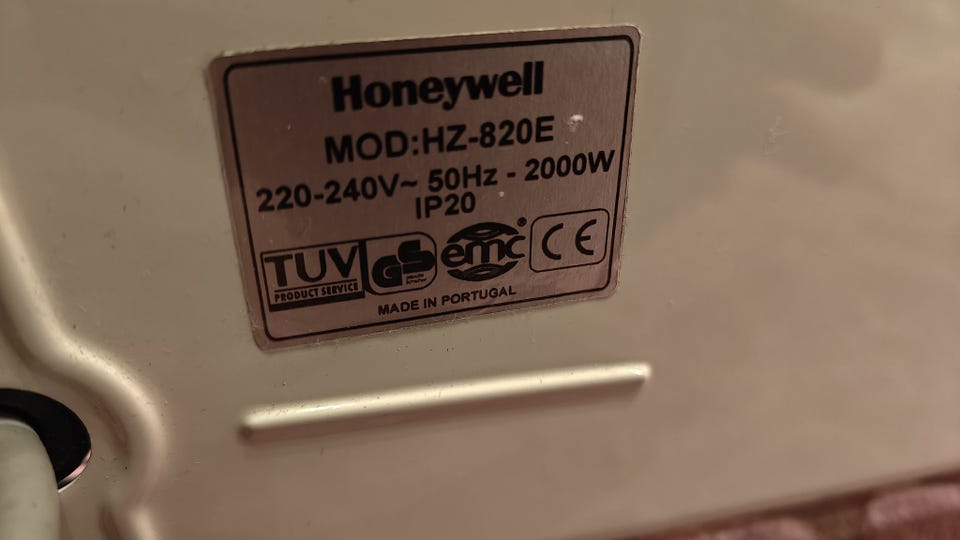 Honeywell
MOD:HZ-820E
220-240V~ 50Hz - 2000W
IP20
TUV GS emc® CE
PRODUCT SERVICE
MADE IN PORTUGAL